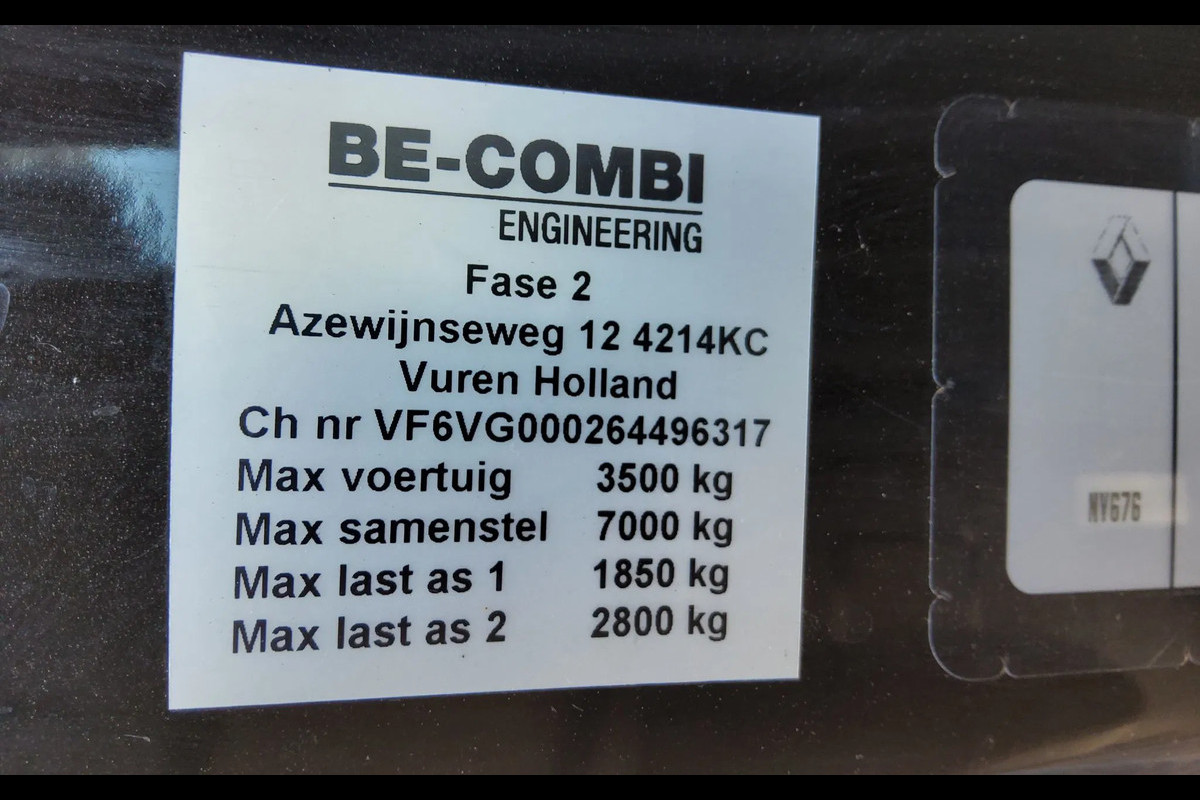 BE-COMBI
ENGINEERING
Fase 2
Azewijnseweg 12 4214KC
Vuren Holland
Ch nr VF6VG000264496317
Max voertuig 3500 kg
Max samenstel 7000 kg
Max last as 1 1850 kg
Max last as 2 2800 kg
NV676